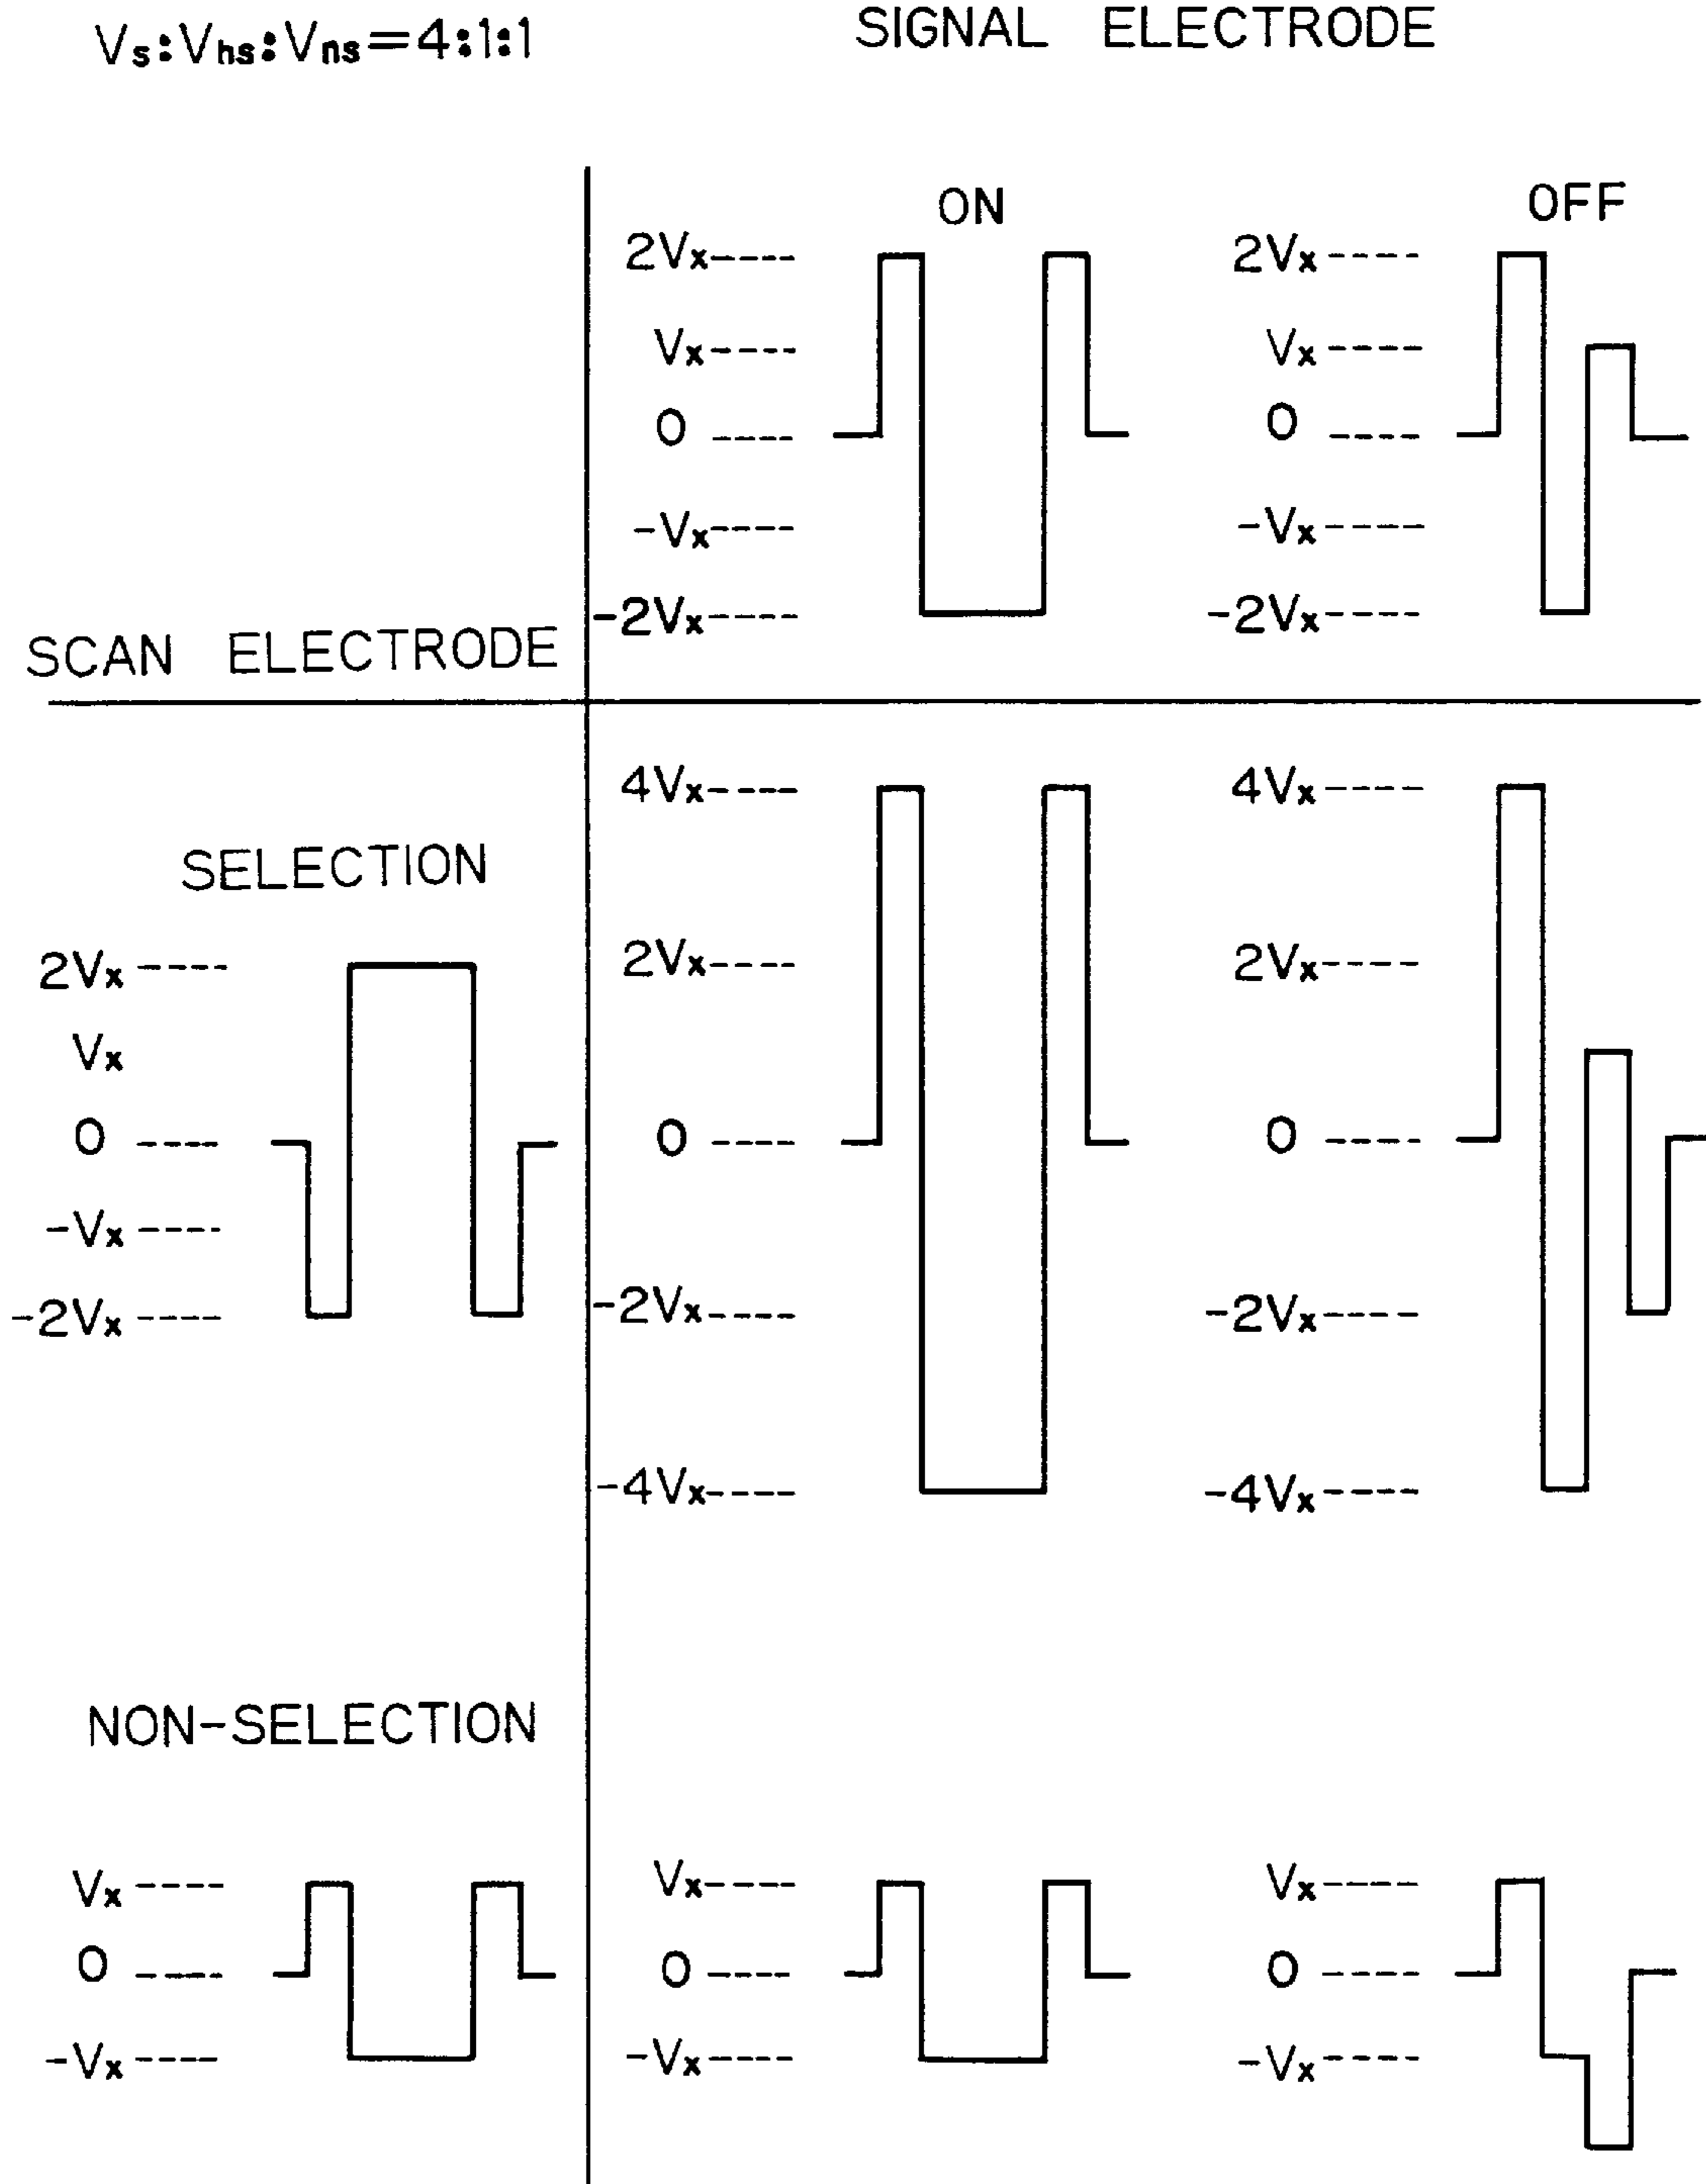 Vs:Vhs:Vns=4:1:1
SIGNAL ELECTRODE
ON
OFF
2Vx
Vx
0
-Vx
-2Vx
2Vx
Vx
0
-Vx
-2Vx
SCAN ELECTRODE
SELECTION
2Vx
Vx
0
-Vx
-2Vx
4Vx
2Vx
0
-2Vx
-4Vx
4Vx
2Vx
0
-2Vx
-4Vx
NON-SELECTION
Vx
0
-Vx
Vx
0
-Vx
Vx
0
-Vx